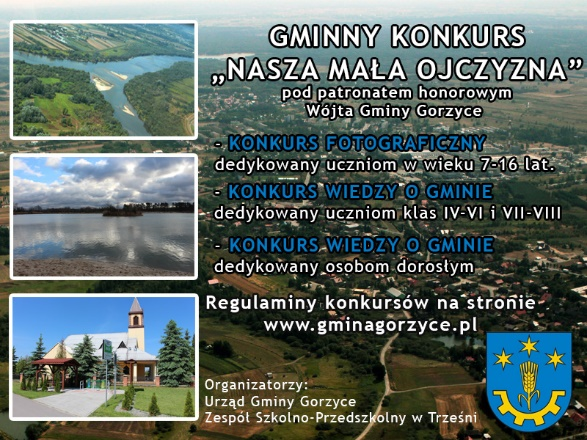 GMINNY KONKURS
„NASZA MAŁA OJCZYZNA”
pod patronatem honorowym
Wójta Gminy Gorzyce
- KONKURS FOTOGRAFICZNY
dedykowany uczniom w wieku 7-16 lat.
- KONKURS WIEDZY O GMINIE
dedykowany uczniom klas IV-VI i VII-VIII
- KONKURS WIEDZY O GMINIE
dedykowany osobom dorosłym
Regulaminy konkursów na stronie
www.gminagorzyce.pl
Organizatorzy:
Urząd Gminy Gorzyce
Zespół Szkolno-Przedszkolny w Trześni